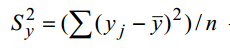 S_y^2 = (∑(y_j − ȳ)^2)/n